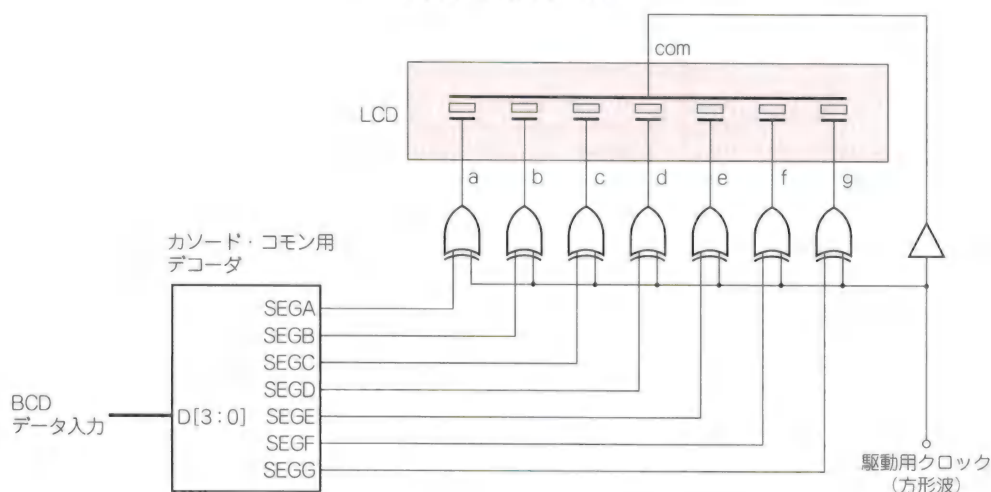 com
LCD
a b c d e f g
カソード・コモン用
デコーダ
SEGA
SEGB
SEGC
SEGD
BCD
データ入力
D[3:0]
SEGE
SEGF
SEGG
駆動用クロック
(方形波)